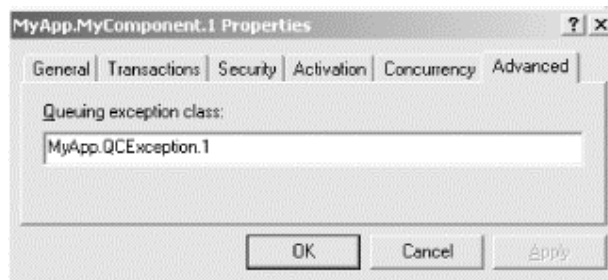 MyApp.MyComponent.1 Properties ? ×
General Transactions Security Activation Concurrency Advanced
Queuing exception class:
MyApp.QCException.1
OK Cancel Apply